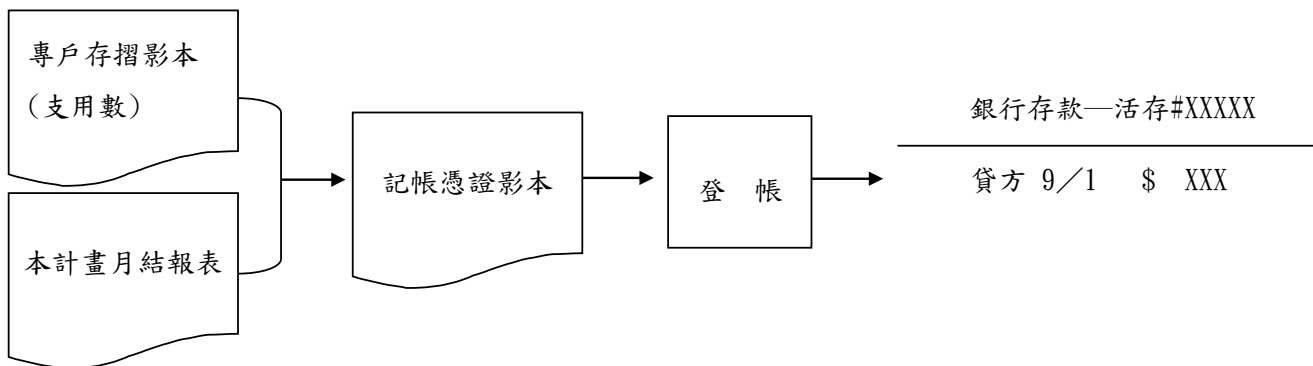 專戶存摺影本
(支用數)
本計畫月結報表
記帳憑證影本
登 帳
銀行存款—活存#XXXXX
貸方 9/1 $ XXX